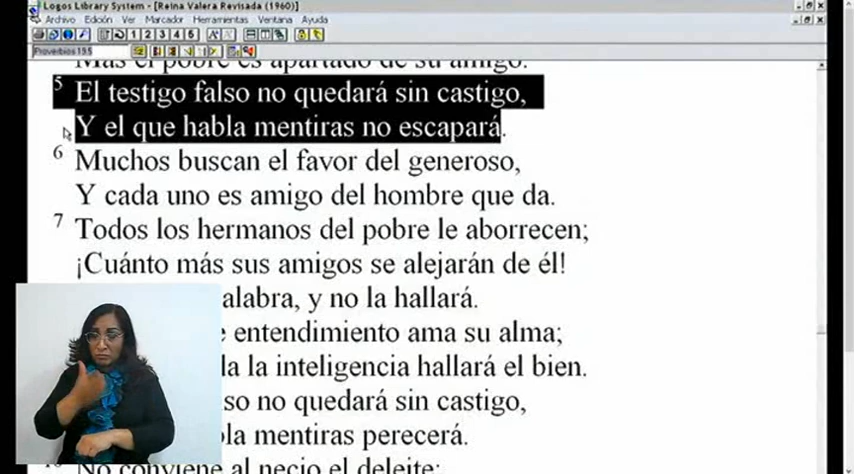 Logos Library System - [Reina Valera Revisada (1960)]
Archivo Edición Ver Marcador Herramientas Ventana Ayuda
1 2 3 4 5
Proverbios 19.5
Mas el pobre es apartado de su amigo.
5 El testigo falso no quedará sin castigo,
Y el que habla mentiras no escapará.
6 Muchos buscan el favor del generoso,
Y cada uno es amigo del hombre que da.
7 Todos los hermanos del pobre le aborrecen;
¡Cuánto más sus amigos se alejarán de él!
alabra, y no la hallará.
e entendimiento ama su alma;
la la inteligencia hallará el bien.
so no quedará sin castigo,
bla mentiras perecerá.
10 No conviene al necio el deleite;